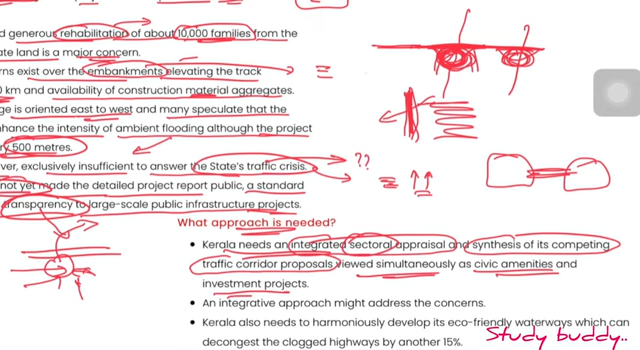 d generous rehabilitation of about 10,000 families from the
ate land is a major concern.
rns exist over the embankments elevating the track
0 km and availability of construction material aggregates.
ge is oriented east to west and many speculate that the
nhance the intensity of ambient flooding although the project
ry 500 metres.
ver, exclusively insufficient to answer the State's traffic crisis.
not yet made the detailed project report public, a standard
transparency to large-scale public infrastructure projects.
??
What approach is needed?
• Kerala needs an integrated sectoral appraisal and synthesis of its competing
traffic corridor proposals viewed simultaneously as civic amenities and
investment projects.
• An integrative approach might address the concerns.
• Kerala also needs to harmoniously develop its eco-friendly waterways which can
decongest the clogged highways by another 15%.
Study buddy..